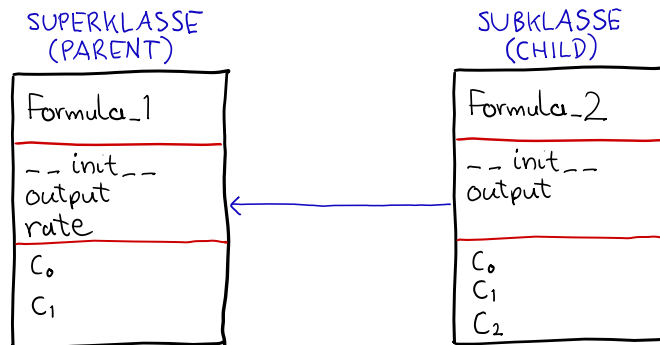 SUPERKLASSE
(PARENT)
Formula_1
__init__
output
rate
C₀
C₁
SUBKLASSE
(CHILD)
Formula_2
__init__
output
C₀
C₁
C₂